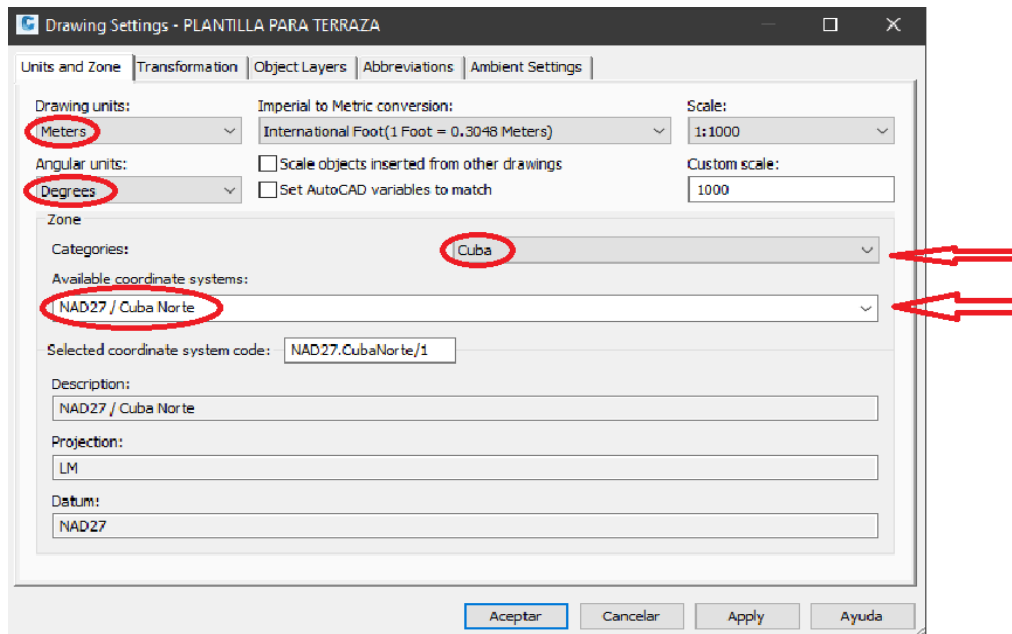 Drawing Settings - PLANTILLA PARA TERRAZA
Units and Zone Transformation Object Layers Abbreviations Ambient Settings
Drawing units: Imperial to Metric conversion: Scale:
Meters International Foot(1 Foot = 0.3048 Meters) 1:1000
Angular units: Scale objects inserted from other drawings Custom scale:
Degrees Set AutoCAD variables to match 1000
Zone
Categories: Cuba
Available coordinate systems:
NAD27 / Cuba Norte
Selected coordinate system code: NAD27.CubaNorte/1
Description:
NAD27 / Cuba Norte
Projection:
LM
Datum:
NAD27
Aceptar Cancelar Apply Ayuda